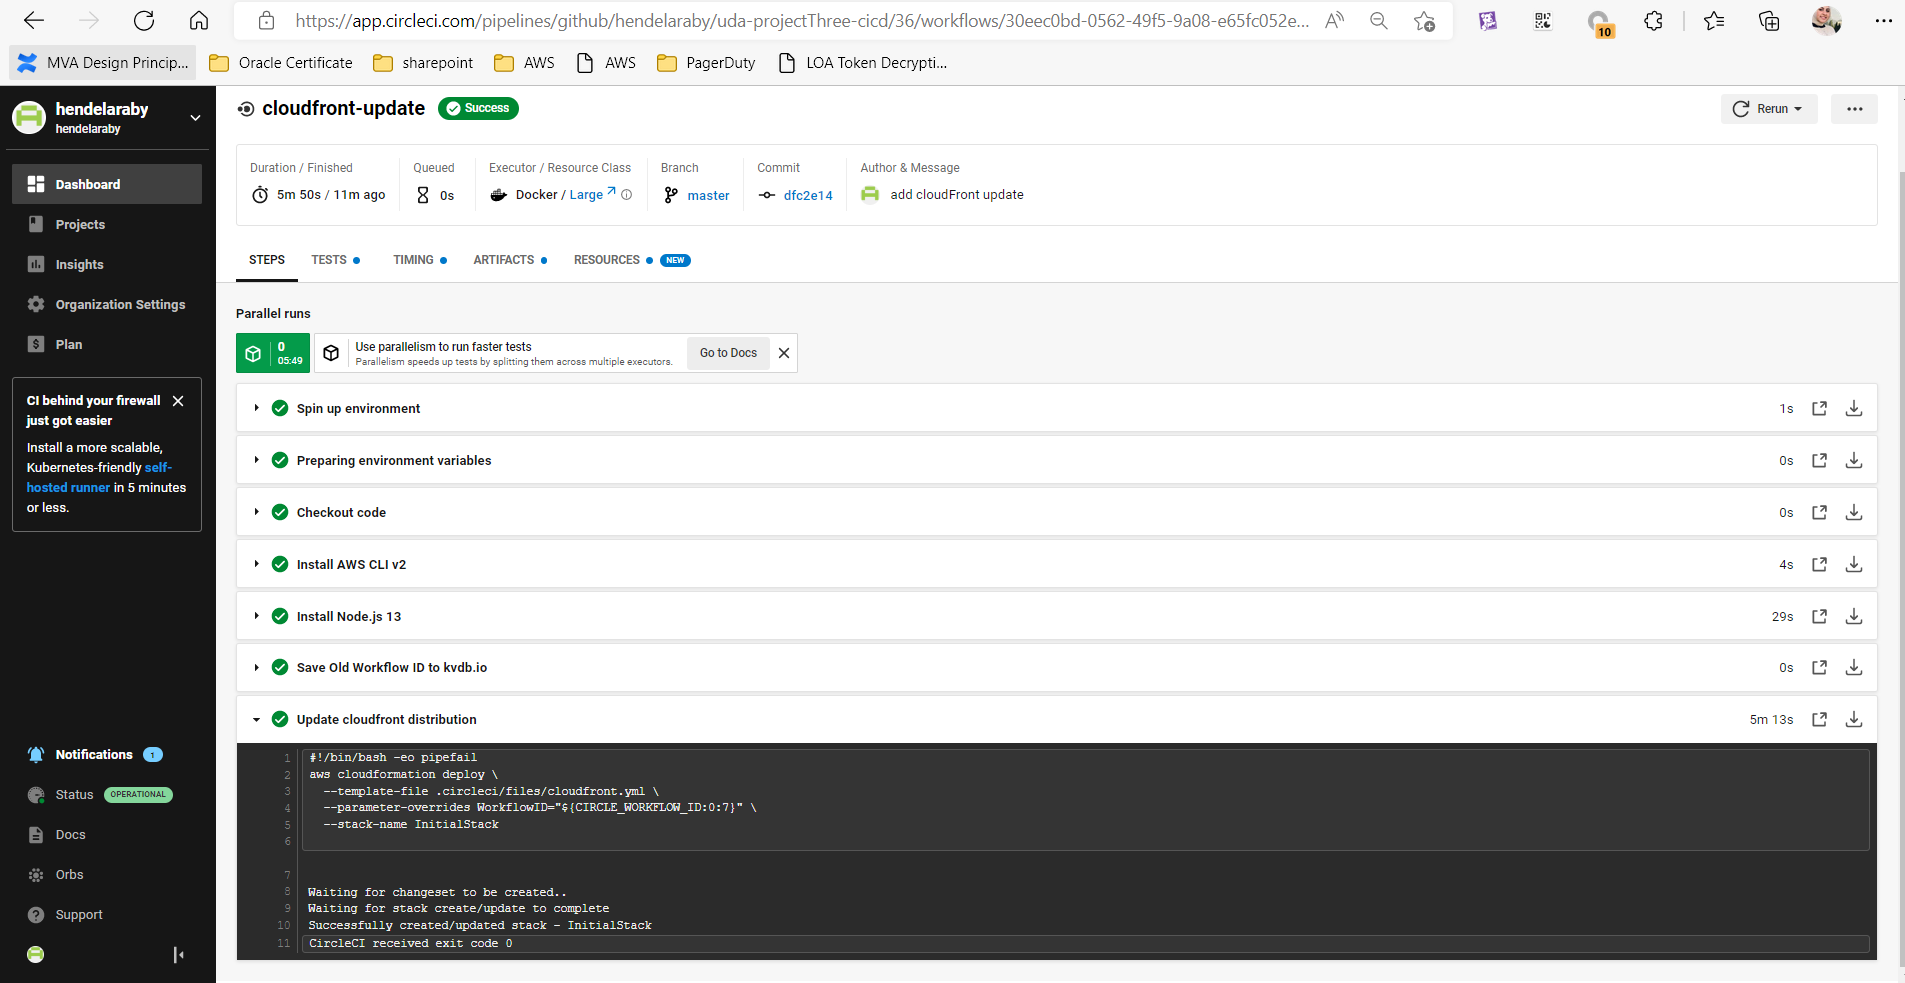 https://app.circleci.com/pipelines/github/hendelaraby/uda-projectThree-cicd/36/workflows/30eec0bd-0562-49f5-9a08-e65fc052e...
10
MVA Design Princip...
Oracle Certificate
sharepoint
AWS
AWS
PagerDuty
LOA Token Decrypti...
hendelaraby
hendelaraby
Dashboard
Projects
Insights
Organization Settings
Plan
CI behind your firewall
just got easier
Install a more scalable,
Kubernetes-friendly self-
hosted runner in 5 minutes
or less.
Notifications 1
Status OPERATIONAL
Docs
Orbs
Support
cloudfront-update Success
Rerun
Duration / Finished
5m 50s / 11m ago
Queued
0s
Executor / Resource Class
Docker / Large
Branch
master
Commit
dfc2e14
Author & Message
add cloudFront update
STEPS
TESTS
TIMING
ARTIFACTS
RESOURCES NEW
Parallel runs
0
05:49
Use parallelism to run faster tests
Parallelism speeds up tests by splitting them across multiple executors.
Go to Docs
Spin up environment 1s
Preparing environment variables 0s
Checkout code 0s
Install AWS CLI v2 4s
Install Node.js 13 29s
Save Old Workflow ID to kvdb.io 0s
Update cloudfront distribution 5m 13s
1 #!/bin/bash -eo pipefail
2 aws cloudformation deploy \
3 --template-file .circleci/files/cloudfront.yml \
4 --parameter-overrides WorkflowID="${CIRCLE_WORKFLOW_ID:0:7}" \
5 --stack-name InitialStack
6
7
8 Waiting for changeset to be created..
9 Waiting for stack create/update to complete
10 Successfully created/updated stack - InitialStack
11 CircleCI received exit code 0